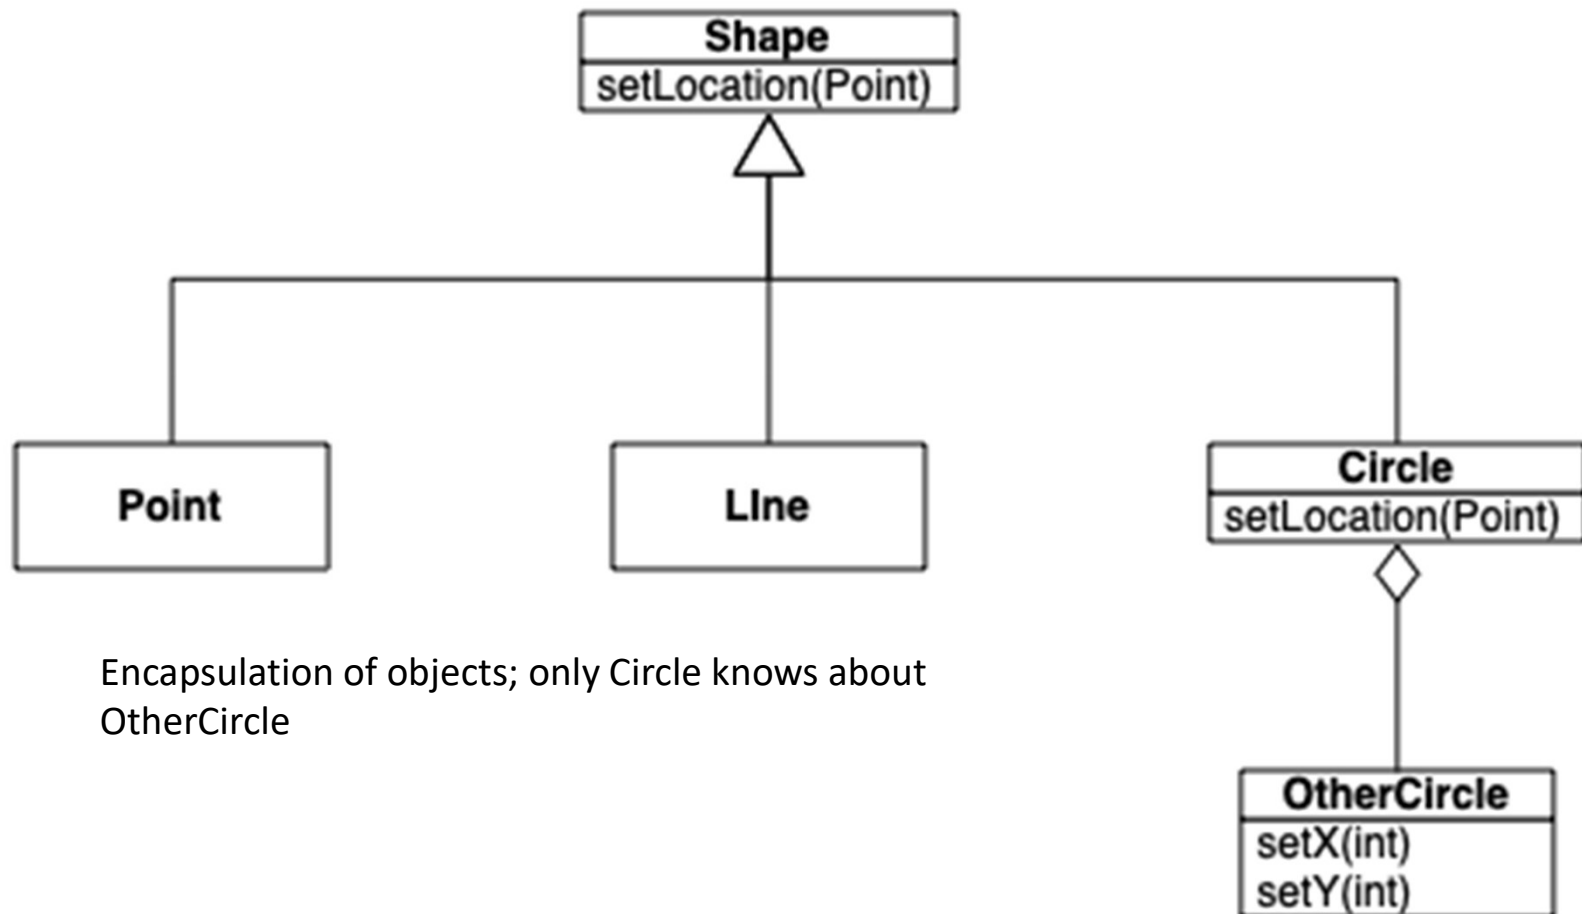 Shape
setLocation(Point)
Point
LIne
Circle
setLocation(Point)
Encapsulation of objects; only Circle knows about
OtherCircle
OtherCircle
setX(int)
setY(int)